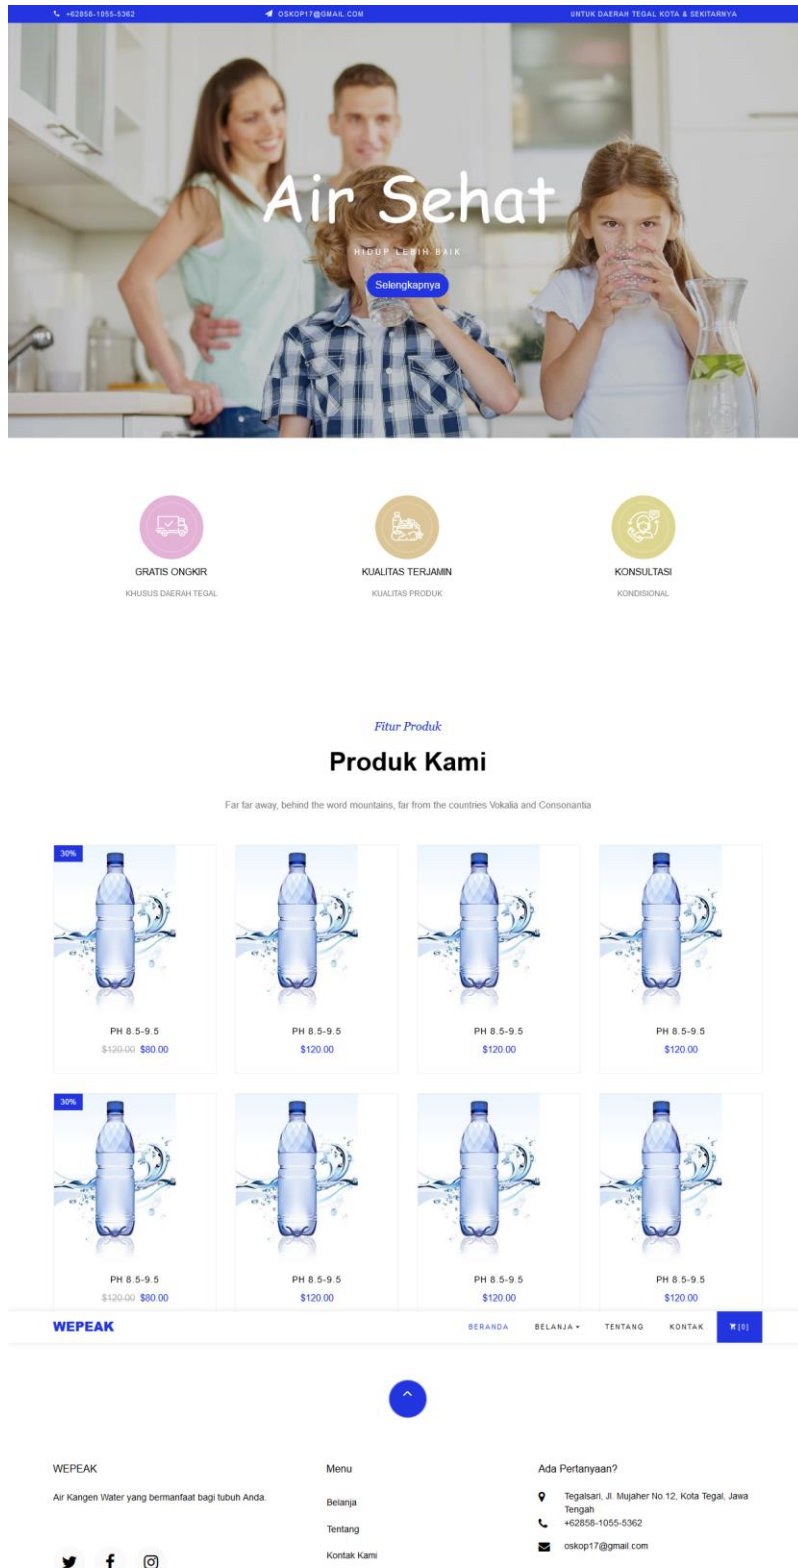 +62858-1055-5362
OSKOP17@GMAIL.COM
UNTUK DAERAH TEGAL KOTA & SEKITARNYA
Air Sehat
HIDUP LEBIH BAIK
Selengkapnya
GRATIS ONGKIR
KHUSUS DAERAH TEGAL
KUALITAS TERJAMIN
KUALITAS PRODUK
KONSULTASI
KONDISIONAL
Fitur Produk
Produk Kami
Far far away, behind the word mountains, far from the countries Vokalia and Consonantia
30%
PH 8.5-9.5
$120.00 $80.00
PH 8.5-9.5
$120.00
PH 8.5-9.5
$120.00
PH 8.5-9.5
$120.00
30%
PH 8.5-9.5
$120.00 $80.00
PH 8.5-9.5
$120.00
PH 8.5-9.5
$120.00
PH 8.5-9.5
$120.00
WEPEAK
BERANDA
BELANJA
TENTANG
KONTAK
[0]
WEPEAK
Air Kangen Water yang bermanfaat bagi tubuh Anda.
Menu
Belanja
Tentang
Kontak Kami
Ada Pertanyaan?
Tegalsari, Jl. Mujaher No.12, Kota Tegal, Jawa
Tengah
+62858-1055-5362
oskop17@gmail.com